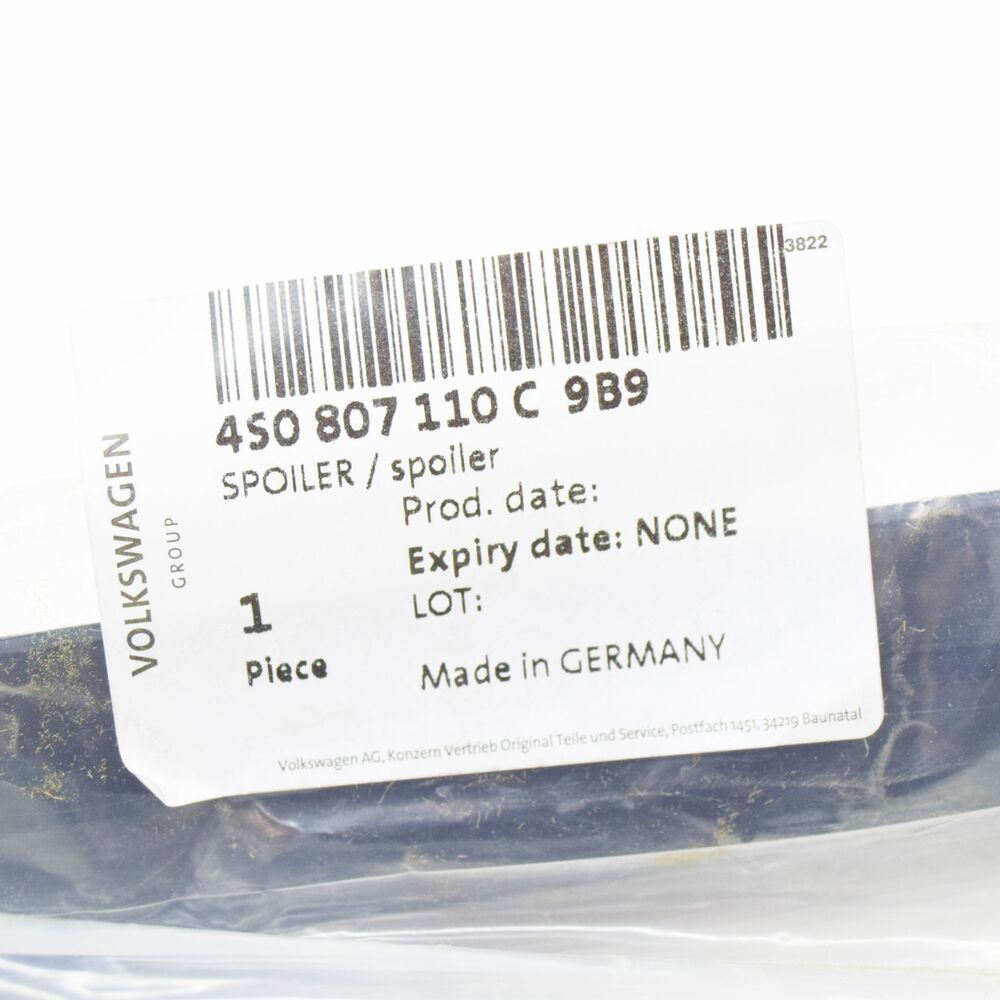 3822
4S0 807 110 C 9B9
SPOILER / spoiler
Prod. date:
Expiry date: NONE
LOT:
1
Piece
Made in GERMANY
VOLKSWAGEN
GROUP
Volkswagen AG, Konzern Vertrieb Original Teile und Service, Postfach 1451, 34219 Baunatal